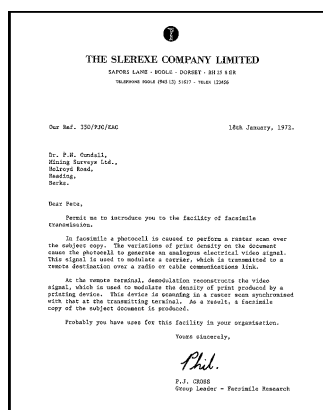 THE SLEREXE COMPANY LIMITED
SAPORS LANE - BOOLE - DORSET - BH 25 8 ER
TELEPHONE BOOLE (945 13) 51617 - TELEX 123456
Our Ref. 350/PJC/EAC
18th January, 1972.
Dr. P.N. Cundall,
Mining Surveys Ltd.,
Holroyd Road,
Reading,
Berks.
Dear Pete,
Permit me to introduce you to the facility of facsimile
transmission.
In facsimile a photocell is caused to perform a raster scan over
the subject copy. The variations of print density on the document
cause the photocell to generate an analogous electrical video signal.
This signal is used to modulate a carrier, which is transmitted to a
remote destination over a radio or cable communications link.
At the remote terminal, demodulation reconstructs the video
signal, which is used to modulate the density of print produced by a
printing device. This device is scanning in a raster scan synchronised
with that at the transmitting terminal. As a result, a facsimile
copy of the subject document is produced.
Probably you have uses for this facility in your organisation.
Yours sincerely,
Phil.
P.J. CROSS
Group Leader - Facsimile Research